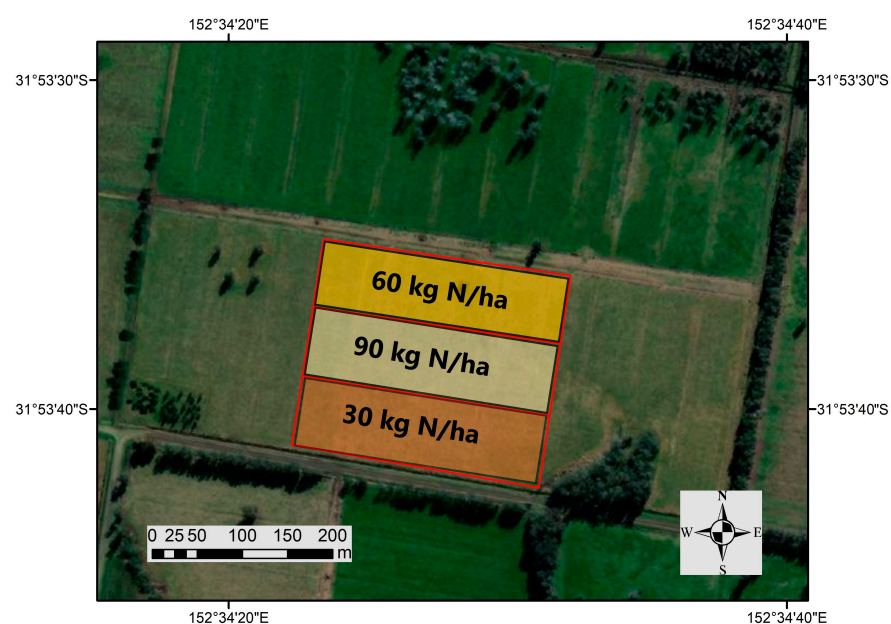 152°34'20"E 152°34'40"E
31°53'30"S 31°53'30"S
60 kg N/ha
90 kg N/ha
31°53'40"S 31°53'40"S
30 kg N/ha
N
W E
S
0 25 50 100 150 200
m
152°34'20"E 152°34'40"E